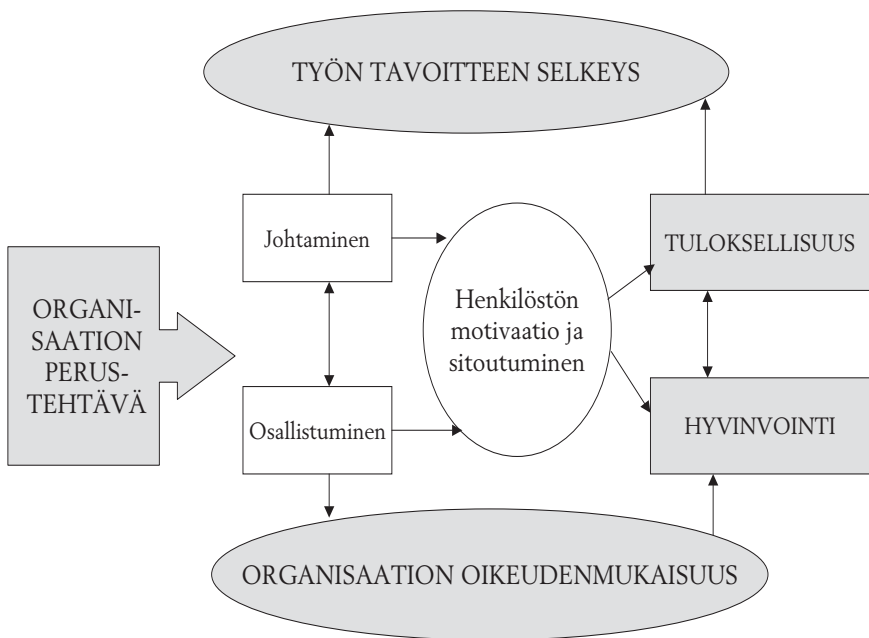 TYÖN TAVOITTEEN SELKEYS
Johtaminen
TULOKSELLISUUS
ORGANI-
SAATION
PERUS-
TEHTÄVÄ
Henkilöstön
motivaatio ja
sitoutuminen
Osallistuminen
HYVINVOINTI
ORGANISAATION OIKEUDENMUKAISUUS